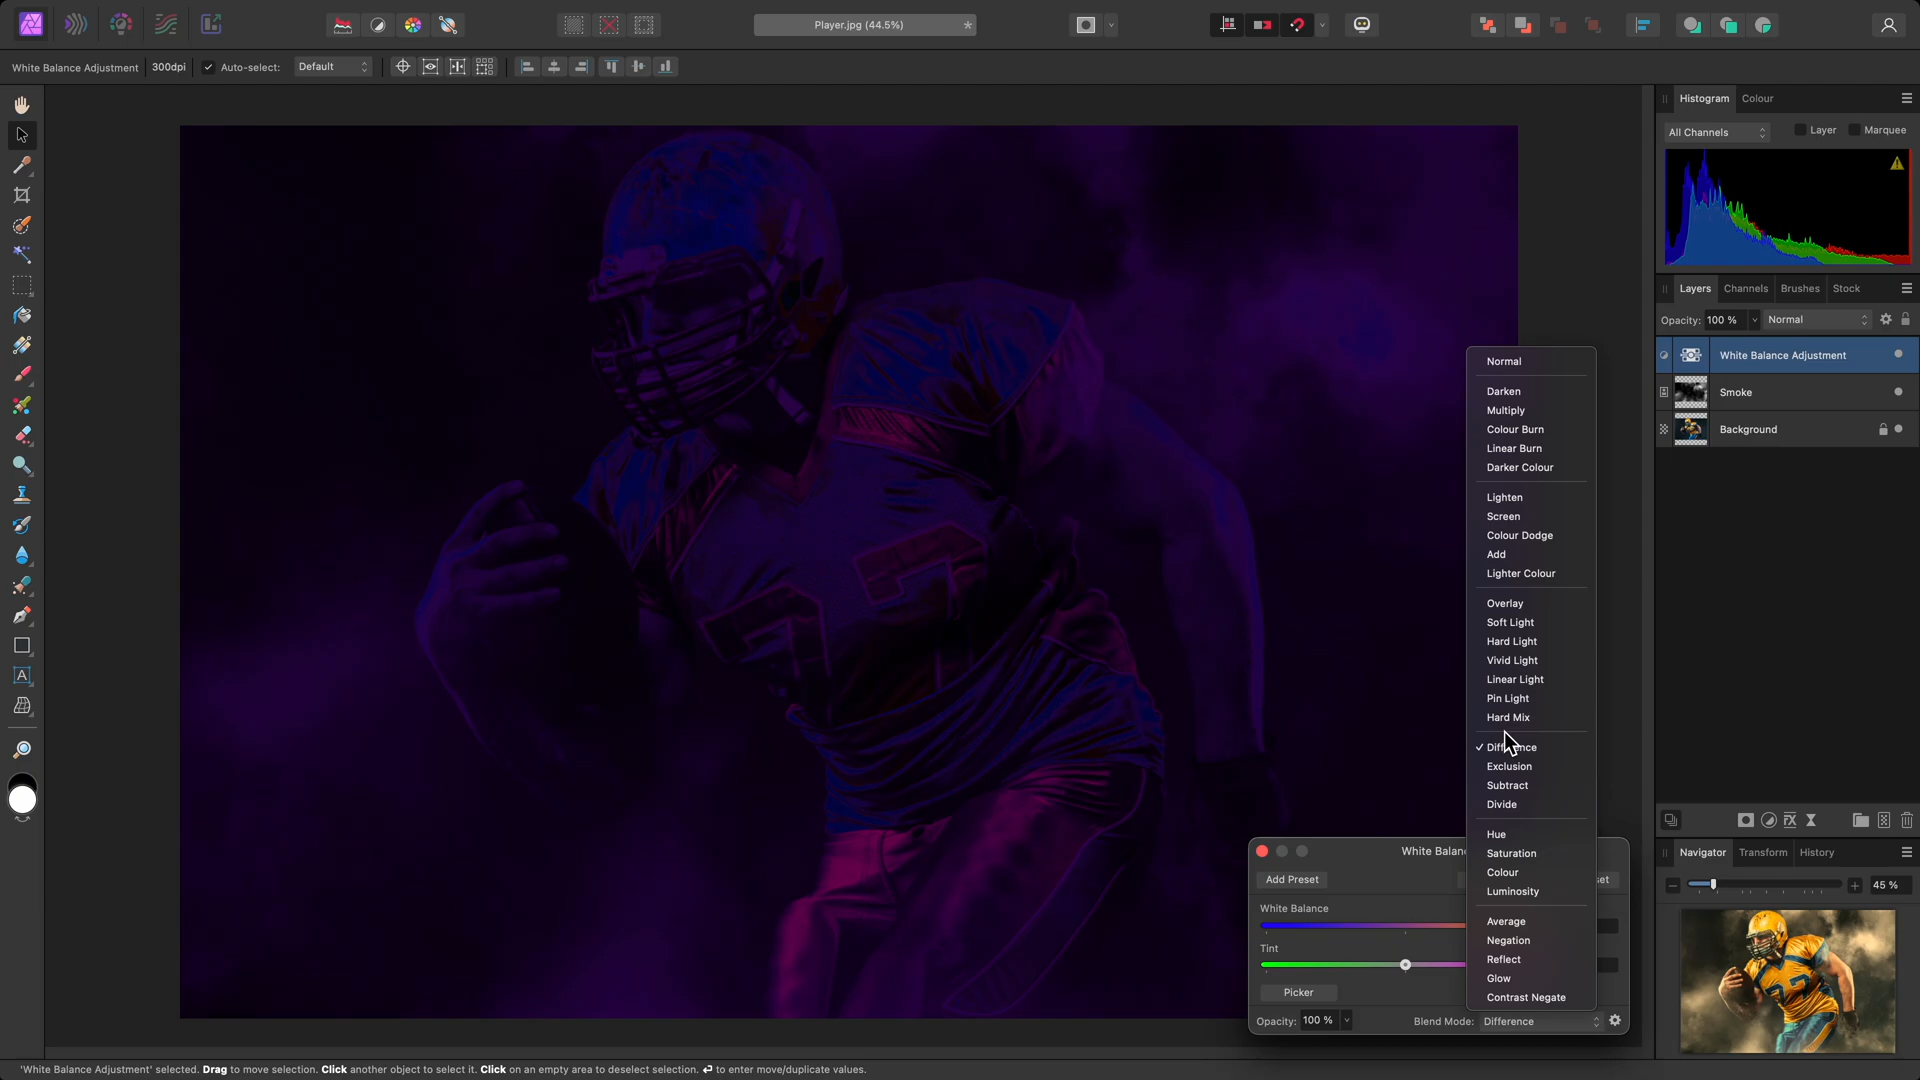 Player.jpg (44.5%)
*
White Balance Adjustment
300dpi
Auto-select:
Default
Histogram
Colour
All Channels
Layer
Marquee
Layers
Channels
Brushes
Stock
Opacity:
100 %
Normal
White Balance Adjustment
Smoke
Background
Normal
Darken
Multiply
Colour Burn
Linear Burn
Darker Colour
Lighten
Screen
Colour Dodge
Add
Lighter Colour
Overlay
Soft Light
Hard Light
Vivid Light
Linear Light
Pin Light
Hard Mix
Difference
Exclusion
Subtract
Divide
Hue
Saturation
Colour
Luminosity
Average
Negation
Reflect
Glow
Contrast Negate
White Balan
Add Preset
set
White Balance
Tint
Picker
Opacity:
100 %
Blend Mode:
Difference
Navigator
Transform
History
45 %
'White Balance Adjustment' selected. Drag to move selection. Click another object to select it. Click on an empty area to deselect selection. ⏎ to enter move/duplicate values.